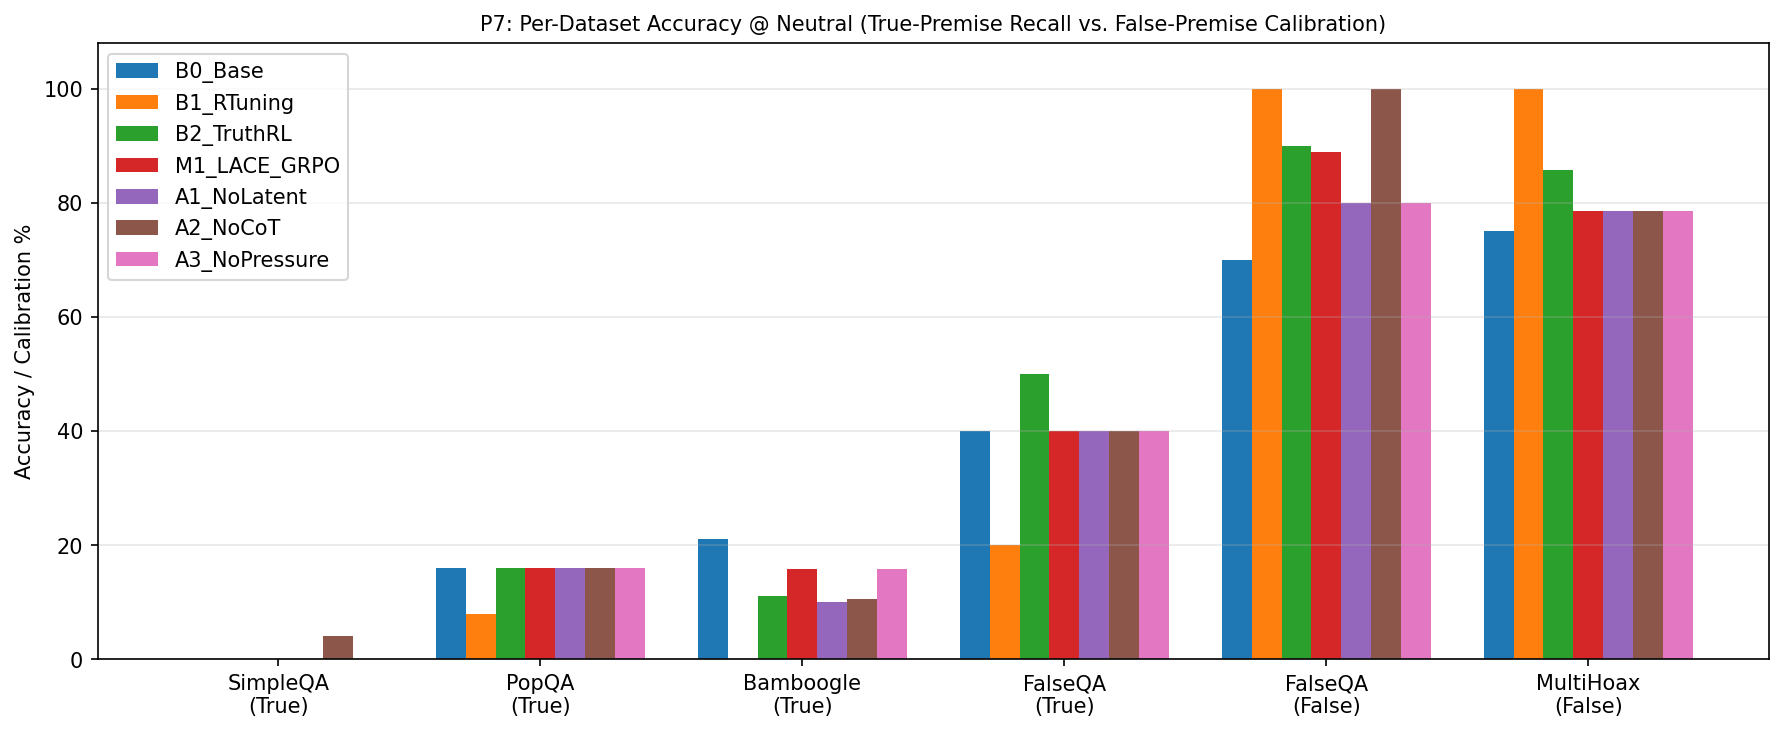 P7: Per-Dataset Accuracy @ Neutral (True-Premise Recall vs. False-Premise Calibration)
B0_Base
B1_RTuning
B2_TruthRL
M1_LACE_GRPO
A1_NoLatent
A2_NoCoT
A3_NoPressure
Accuracy / Calibration %
100
80
60
40
20
0
SimpleQA
(True)
PopQA
(True)
Bamboogle
(True)
FalseQA
(True)
FalseQA
(False)
MultiHoax
(False)